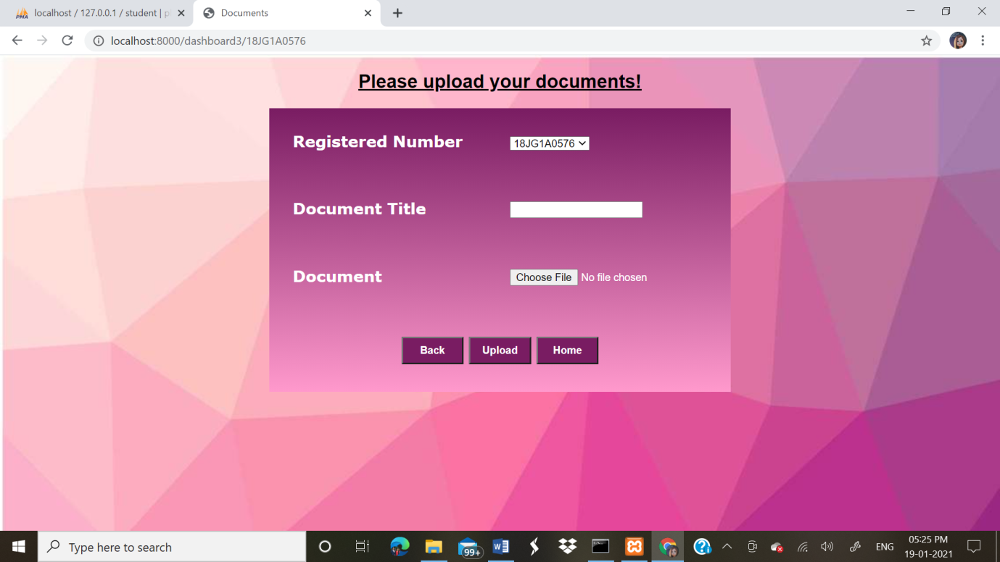 PMA localhost / 127.0.0.1 / student | p
Documents
localhost:8000/dashboard3/18JG1A0576
Please upload your documents!
Registered Number 18JG1A0576
Document Title
Document Choose File No file chosen
Back Upload Home
Type here to search
99+
ENG
05:25 PM
19-01-2021